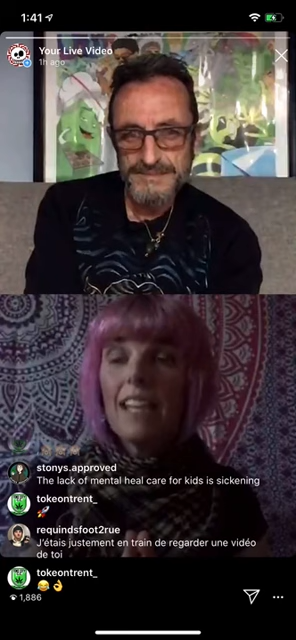 1:41
Your Live Video
1h ago
stonys.approved
The lack of mental heal care for kids is sickening
tokeontrent_
requindsfoot2rue
J'étais justement en train de regarder une vidéo
de toi
tokeontrent_
1,886